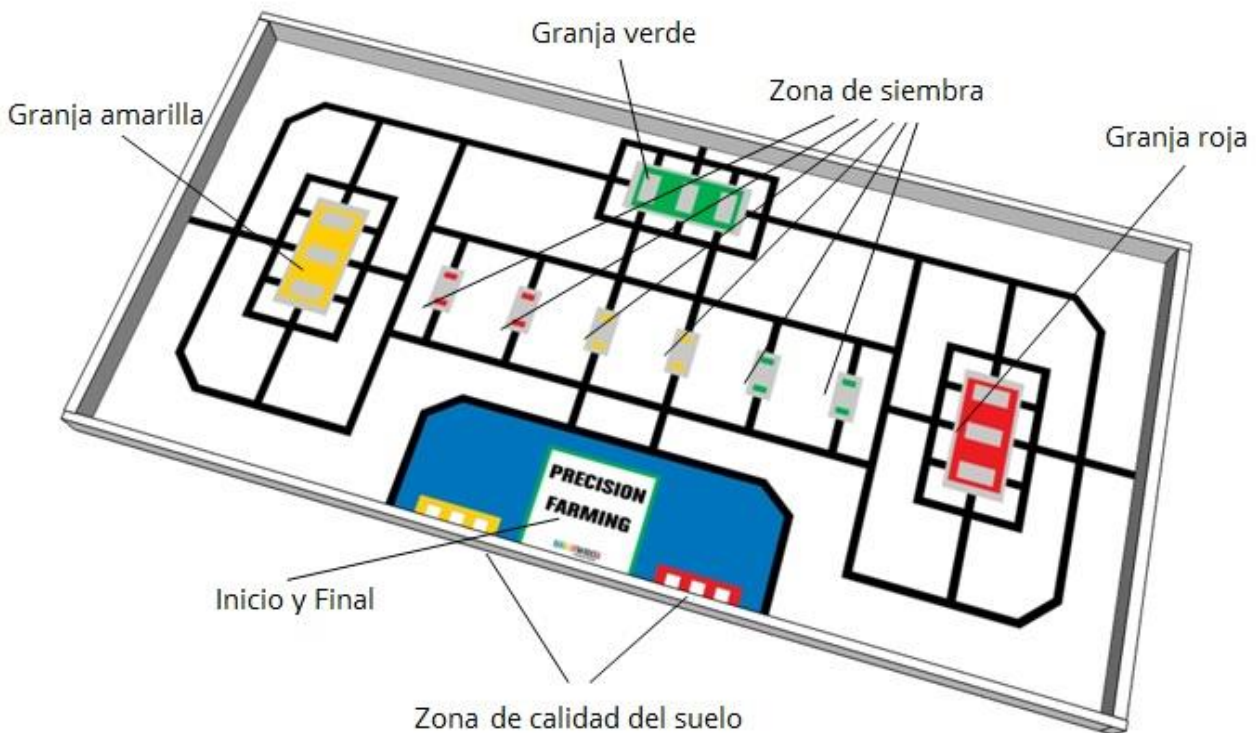 Granja verde
Zona de siembra
Granja amarilla
Granja roja
PRECISION
FARMING
Inicio y Final
Zona de calidad del suelo